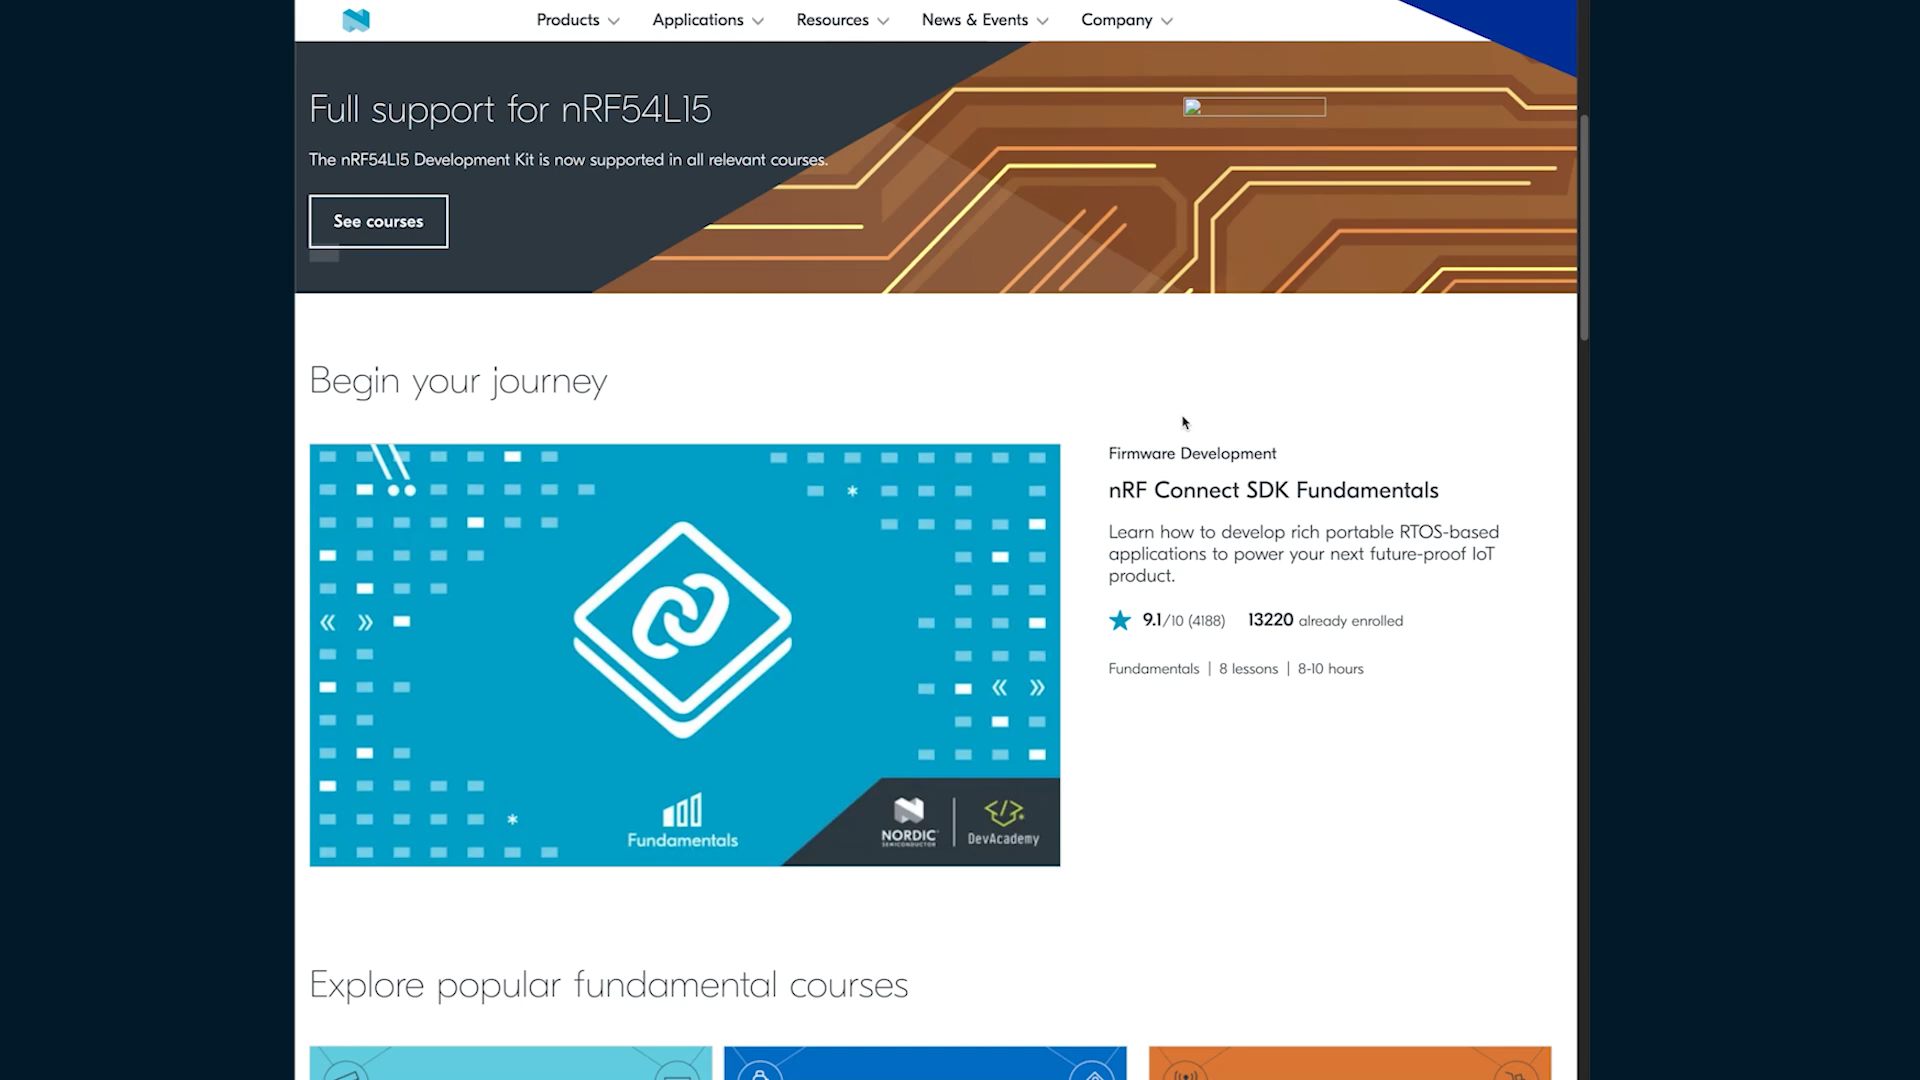 Products
Applications
Resources
News & Events
Company
Full support for nRF54L15
The nRF54L15 Development Kit is now supported in all relevant courses.
See courses
Begin your journey
Fundamentals
NORDIC
SEMICONDUCTOR
DevAcademy
Firmware Development
nRF Connect SDK Fundamentals
Learn how to develop rich portable RTOS-based
applications to power your next future-proof IoT
product.
9.1/10 (4188) 13220 already enrolled
Fundamentals | 8 lessons | 8-10 hours
Explore popular fundamental courses